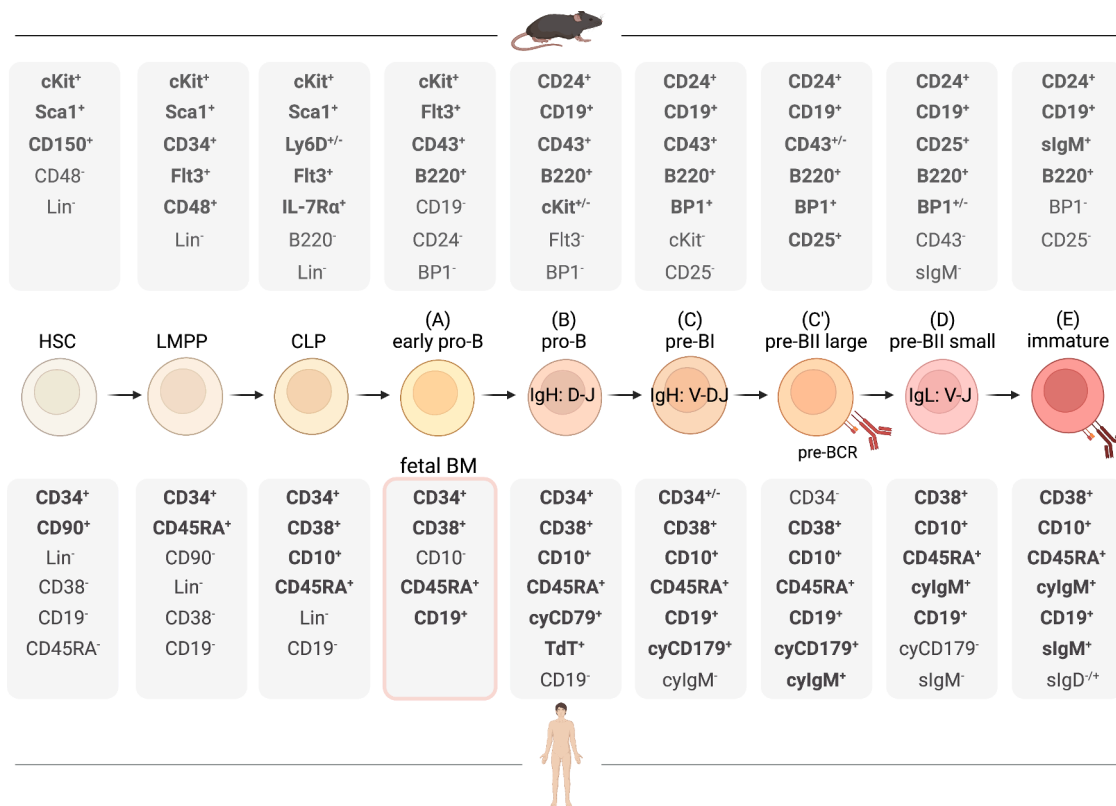 cKit⁺
Sca1⁺
CD150⁺
CD48⁻
Lin⁻
cKit⁺
Sca1⁺
CD34⁺
Flt3⁺
CD48⁺
Lin⁻
cKit⁺
Sca1⁺
Ly6D⁺/⁻
Flt3⁺
IL-7Rα⁺
B220⁻
Lin⁻
cKit⁺
Flt3⁺
CD43⁺
B220⁺
CD19⁻
CD24⁻
BP1⁻
CD24⁺
CD19⁺
CD43⁺
B220⁺
cKit⁺/⁻
Flt3⁻
BP1⁻
CD24⁺
CD19⁺
CD43⁺
B220⁺
BP1⁺
cKit⁻
CD25⁻
CD24⁺
CD19⁺
CD43⁺/⁻
B220⁺
BP1⁺
CD25⁺
CD24⁺
CD19⁺
CD25⁺
B220⁺
BP1⁺/⁻
CD43⁻
sIgM⁻
CD24⁺
CD19⁺
sIgM⁺
B220⁺
BP1⁻
CD25⁻
HSC
LMPP
CLP
(A)
early pro-B
(B)
pro-B
(C)
pre-BI
(C')
pre-BII large
(D)
pre-BII small
(E)
immature
IgH: D-J
IgH: V-DJ
IgL: V-J
pre-BCR
fetal BM
CD34⁺
CD90⁺
Lin⁻
CD38⁻
CD19⁻
CD45RA⁻
CD34⁺
CD45RA⁺
CD90⁻
Lin⁻
CD38⁻
CD19⁻
CD34⁺
CD38⁺
CD10⁺
CD45RA⁺
Lin⁻
CD19⁻
CD34⁺
CD38⁺
CD10⁻
CD45RA⁺
CD19⁺
CD34⁺
CD38⁺
CD10⁺
CD45RA⁺
cyCD79⁺
TdT⁺
CD19⁻
CD34⁺/⁻
CD38⁺
CD10⁺
CD45RA⁺
CD19⁺
cyCD179⁺
cyIgM⁻
CD34⁻
CD38⁺
CD10⁺
CD45RA⁺
CD19⁺
cyCD179⁺
cyIgM⁺
CD38⁺
CD10⁺
CD45RA⁺
cyIgM⁺
CD19⁺
cyCD179⁻
sIgM⁻
CD38⁺
CD10⁺
CD45RA⁺
cyIgM⁺
CD19⁺
sIgM⁺
sIgD⁻/⁺